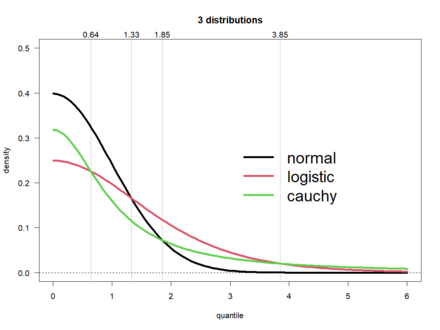 3 distributions
0.64 1.33 1.85 3.85
0.5
0.4
0.3
0.2
0.1
0.0
density
normal
logistic
cauchy
0 1 2 3 4 5 6
quantile